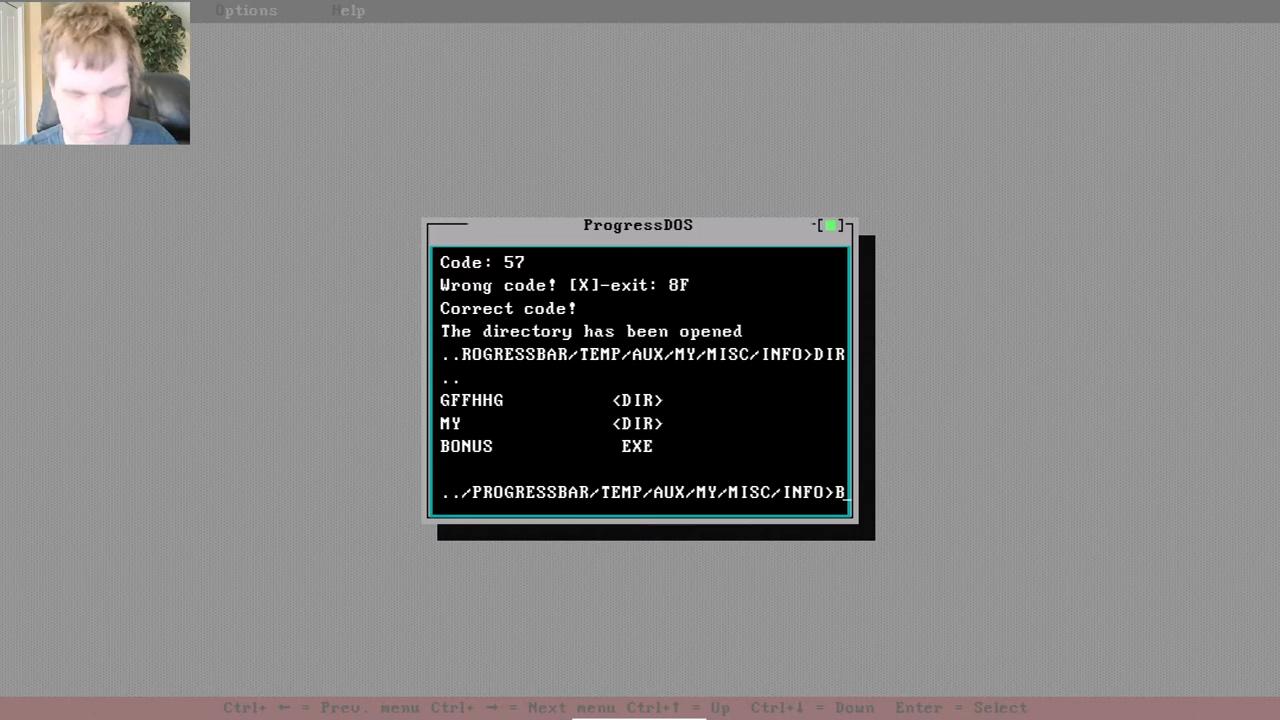 Options Help
ProgressDOS
Code: 57
Wrong code! [X]-exit: 8F
Correct code!
The directory has been opened
..ROGRESSBAR/TEMP/AUX/MY/MISC/INFO>DIR
..
GFFHHG <DIR>
MY <DIR>
BONUS EXE
../PROGRESSBAR/TEMP/AUX/MY/MISC/INFO>B_
Ctrl+ ← = Prev. menu Ctrl+ → = Next menu Ctrl+↑ = Up Ctrl+↓ = Down Enter = Select